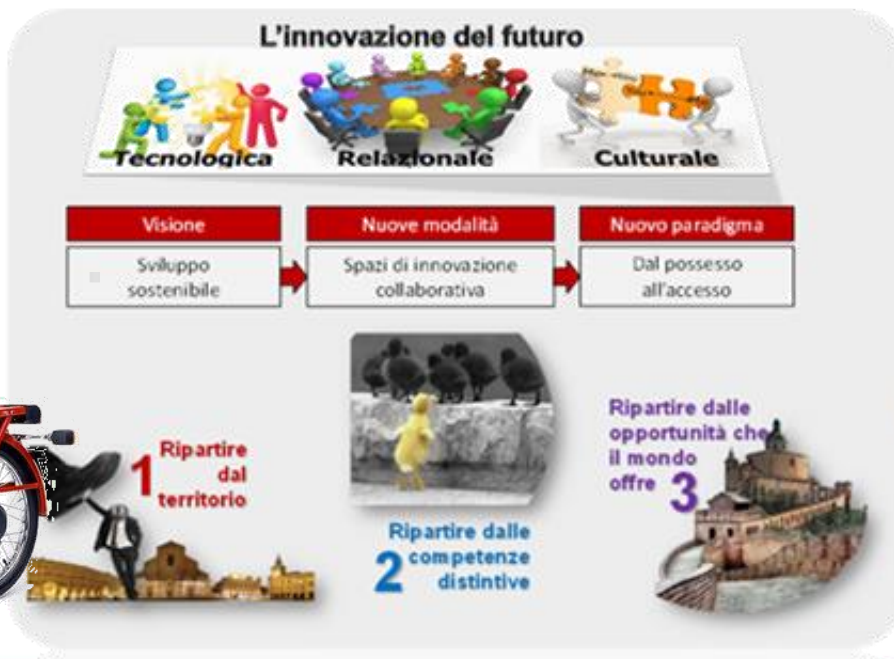 L'innovazione del futuro
Tecnologica
Relazionale
Culturale
Visione
Nuove modalità
Nuovo paradigma
Sviluppo
sostenibile
Spazi di innovazione
collaborativa
Dal possesso
all'accesso
1 Ripartire
dal
territorio
Ripartire dalle
2 competenze
distintive
Ripartire dalle
opportunità che
il mondo
offre 3